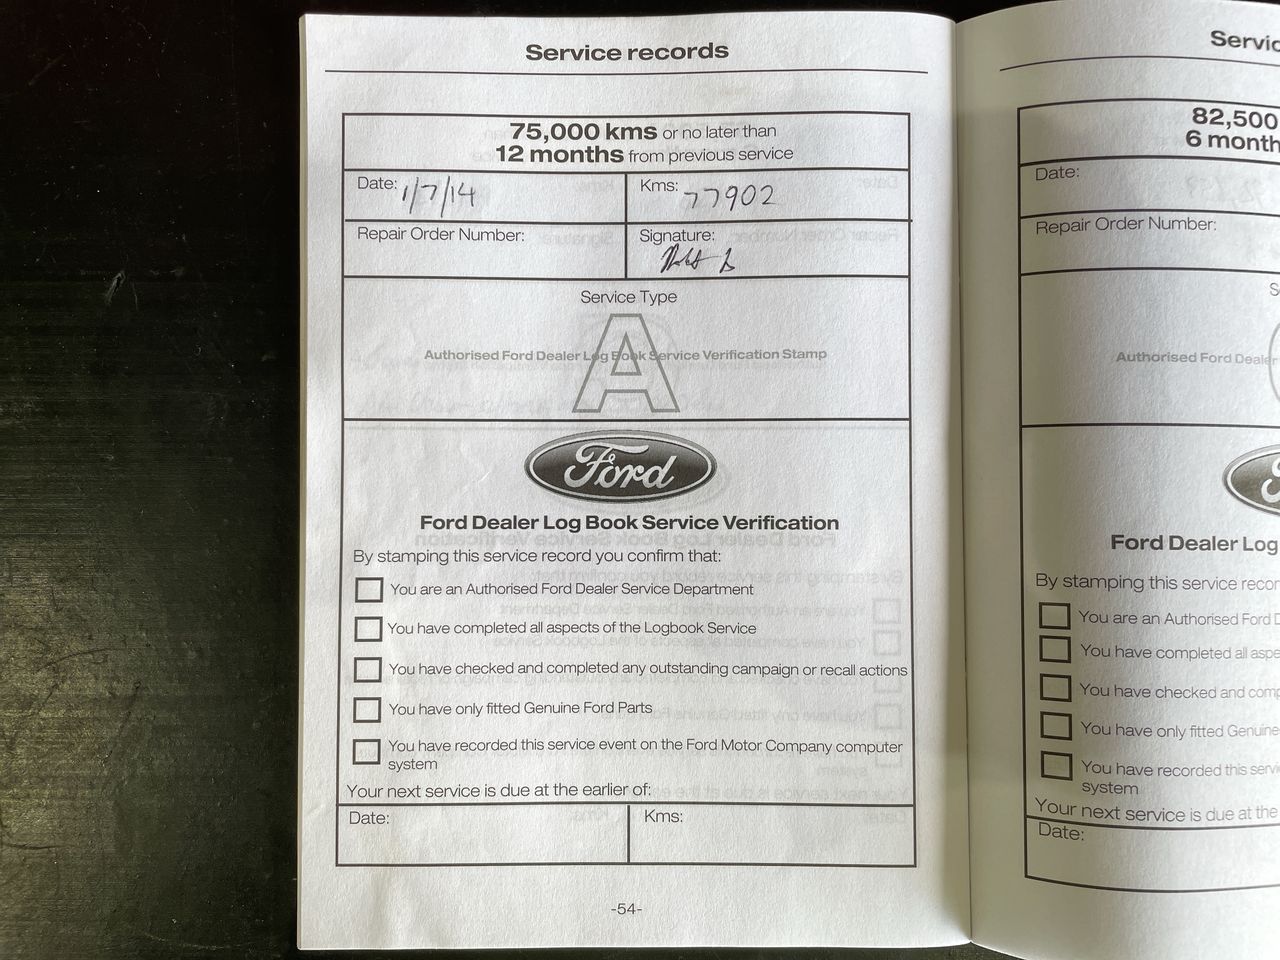 Service records
75,000 kms or no later than
12 months from previous service
Date: 1/7/14
Kms: 77902
Repair Order Number:
Signature:
Service Type
A
Authorised Ford Dealer Log Book Service Verification Stamp
Ford
Ford Dealer Log Book Service Verification
By stamping this service record you confirm that:
You are an Authorised Ford Dealer Service Department
You have completed all aspects of the Logbook Service
You have checked and completed any outstanding campaign or recall actions
You have only fitted Genuine Ford Parts
You have recorded this service event on the Ford Motor Company computer
system
Your next service is due at the earlier of:
Date:
Kms:
-54-
82,500
6
Date:
Repair Order Number:
Authorised Ford
Ford Dealer Log
By stamping this service
You are an Authorised Ford
You have completed all
You have checked and
You have only fitted Genuine
You have recorded this
system
Your next service is due at the
Date: